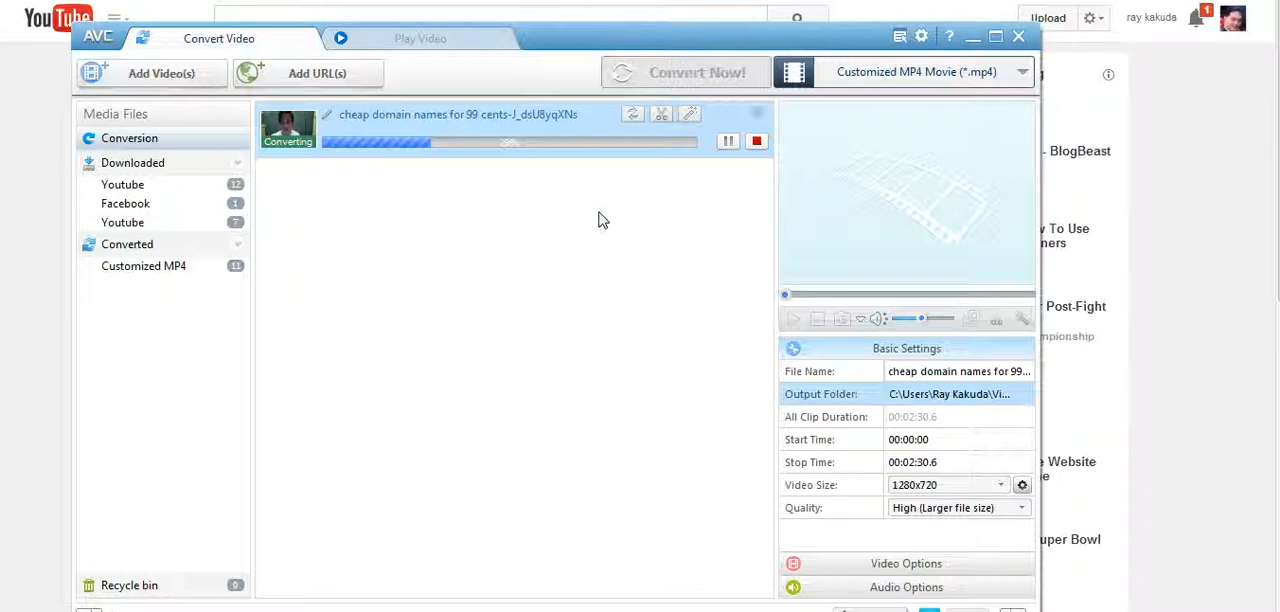 YouTube
Upload
ray kakuda
1
AVC
Convert Video
Play Video
?
Add Video(s)
Add URL(s)
Convert Now!
Customized MP4 Movie (*.mp4)
Media Files
Conversion
Downloaded
Youtube 12
Facebook 1
Youtube 7
Converted
Customized MP4 11
Recycle bin 0
cheap domain names for 99 cents-J_dsU8yqXNs
Converting
29%
Basic Settings
File Name: cheap domain names for 99...
Output Folder: C:\Users\Ray Kakuda\Vi...
All Clip Duration: 00:02:30.6
Start Time: 00:00:00
Stop Time: 00:02:30.6
Video Size: 1280x720
Quality: High (Larger file size)
Video Options
Audio Options
- BlogBeast
To Use
Post-Fight
Website
Super Bowl